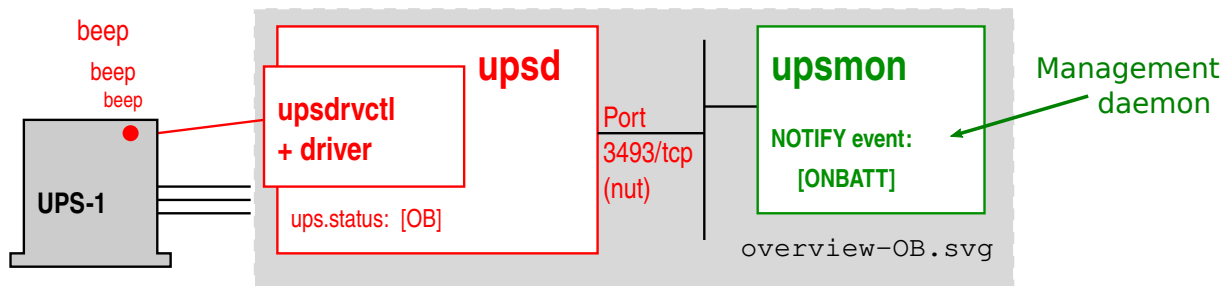 beep
beep
beep
UPS-1
upsd
upsdrvctl
+ driver
ups.status: [OB]
Port
3493/tcp
(nut)
upsmon
NOTIFY event:
[ONBATT]
Management
daemon
overview-OB.svg